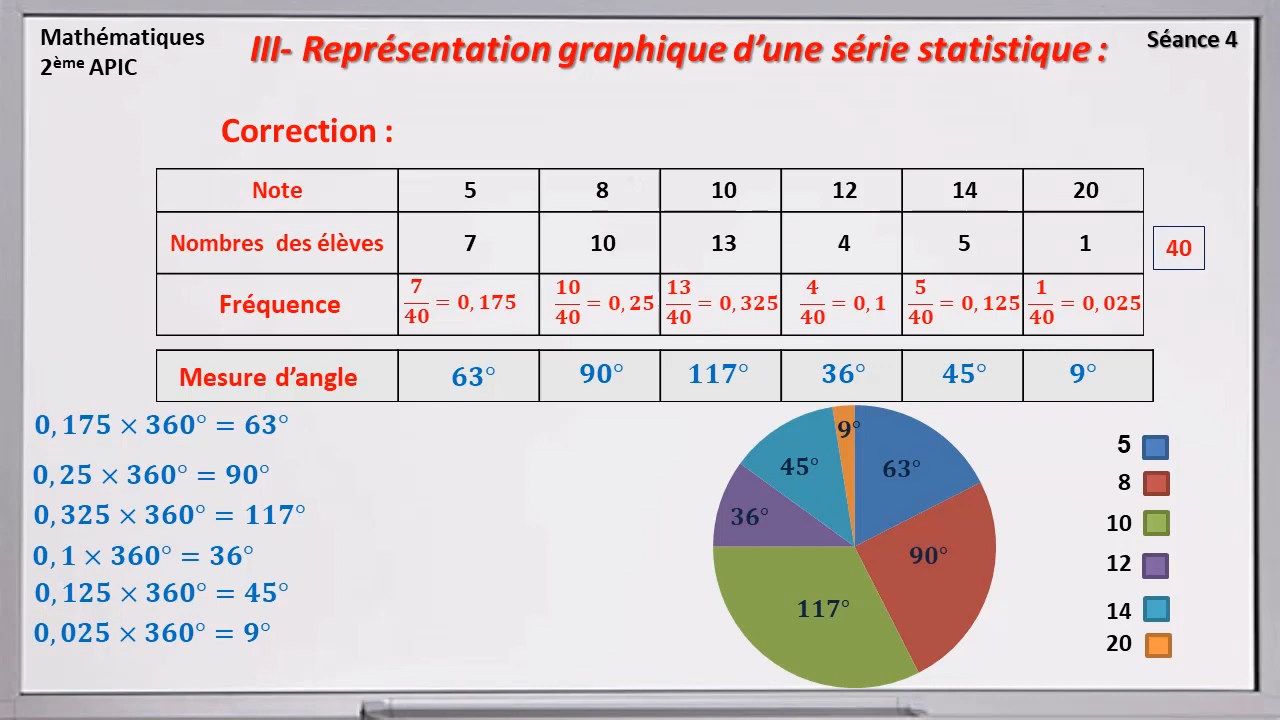 Mathématiques
2ème APIC
III- Représentation graphique d’une série statistique :
Séance 4
Correction :
Note 5 8 10 12 14 20
Nombres des élèves 7 10 13 4 5 1
40
Fréquence 7/40 = 0,175 10/40 = 0,25 13/40 = 0,325 4/40 = 0,1 5/40 = 0,125 1/40 = 0,025
Mesure d’angle 63° 90° 117° 36° 45° 9°
0,175 × 360° = 63°
0,25 × 360° = 90°
0,325 × 360° = 117°
0,1 × 360° = 36°
0,125 × 360° = 45°
0,025 × 360° = 9°
9°
45°
63°
36°
90°
117°
5
8
10
12
14
20